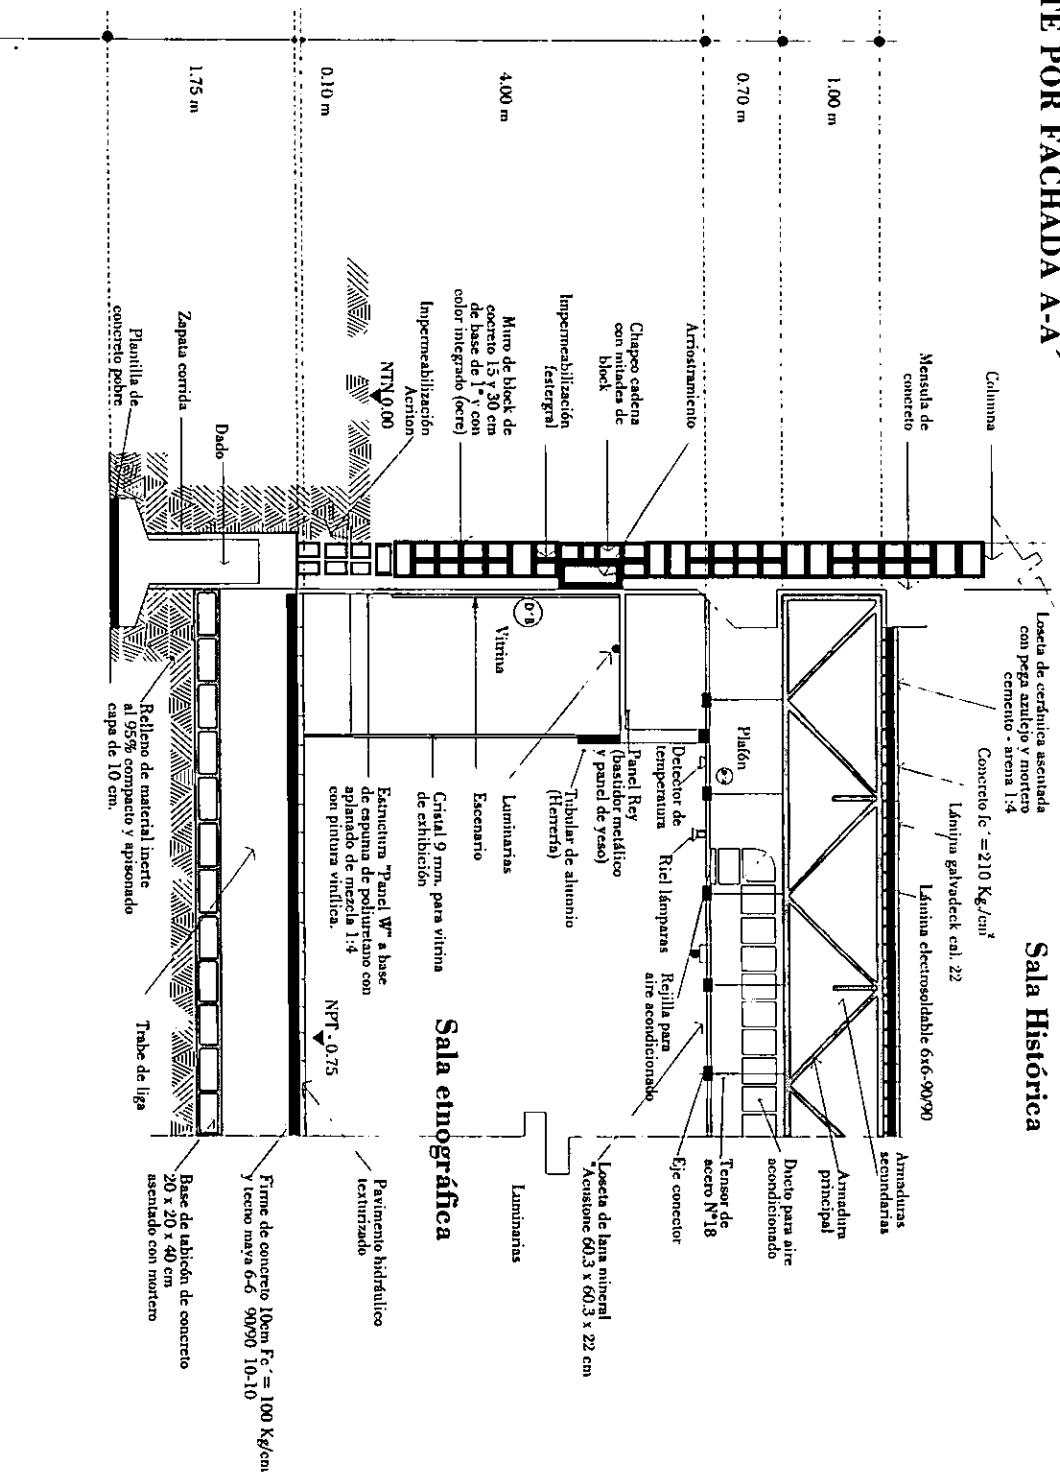 TE POR FACHADA A-A´
Sala Histórica
Columna
Mensula de
concreto
Loseta de cerámica asentada
con pega azulejo y mortero
cemento - arena 1:4
Concreto fc ´=210 Kg./cm²
Lámina galvadeck cal. 22
Lámina electrosoldable 6x6-90/90
Armaduras
secundarias
Armadura
principal
Ducto para aire
acondicionado
Tensor de
acero N°18
Eje conector
Loseta de lana mineral
"Acustone 60.3 x 60.3 x 22 cm
Luminarias
1.00 m
0.70 m
4.00 m
0.10 m
1.75 m
Arriostramiento
Chapeo cadena
con mitades de
block
Impermeabilización
festergral
Muro de block de
cocreto 15 y 30 cm
de base de 1ª y con
color integrado (ocre)
Impermeabilización
Acriton
NTN 0.00
Dado
Zapata corrida
Plantilla de
concreto pobre
Plafón
Detector de
temperatura
Riel lámparas
Rejilla para
aire acondicionado
Panel Rey
(bastidor metálico
y panel de yeso)
Tubular de aluminio
(Herrería)
Luminarias
Escenario
Vitrina
D-8
Cristal 9 mm. para vitrina
de exhibición
Estructura "Panel W" a base
de espuma de poliuretano con
aplanado de mezcla 1:4
con pintura vinílica.
Sala etnográfica
NPT - 0.75
Pavimento hidráulico
texturizado
Firme de concreto 10cm Fc ´= 100 Kg/cm
y tecno maya 6-6 90/90 10-10
Base de tabicón de concreto
20 x 20 x 40 cm
asentado con mortero
Relleno de material inerte
al 95% compacto y apisonado
capa de 10 cm.
Trabe de liga